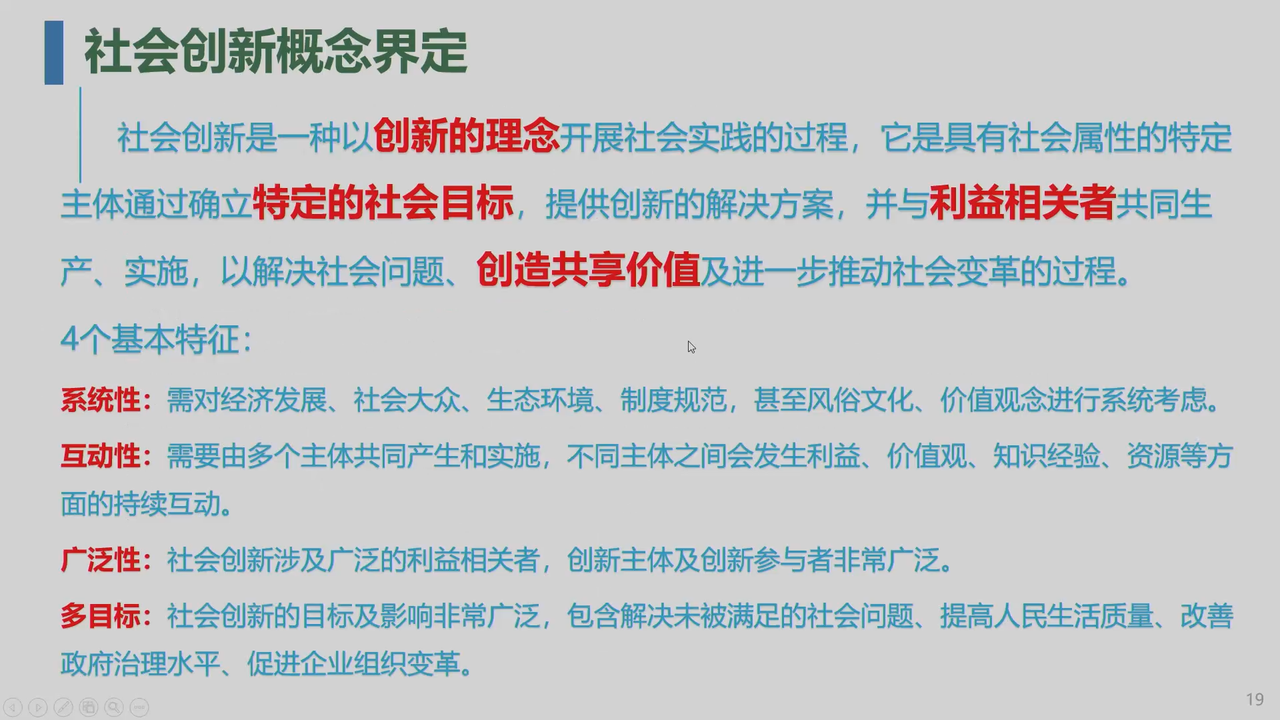 社会创新概念界定
社会创新是一种以创新的理念开展社会实践的过程，它是具有社会属性的特定
主体通过确立特定的社会目标，提供创新的解决方案，并与利益相关者共同生
产、实施，以解决社会问题、创造共享价值及进一步推动社会变革的过程。
4个基本特征：
系统性：需对经济发展、社会大众、生态环境、制度规范，甚至风俗文化、价值观念进行系统考虑。
互动性：需要由多个主体共同产生和实施，不同主体之间会发生利益、价值观、知识经验、资源等方
面的持续互动。
广泛性：社会创新涉及广泛的利益相关者，创新主体及创新参与者非常广泛。
多目标：社会创新的目标及影响非常广泛，包含解决未被满足的社会问题、提高人民生活质量、改善
政府治理水平、促进企业组织变革。
19